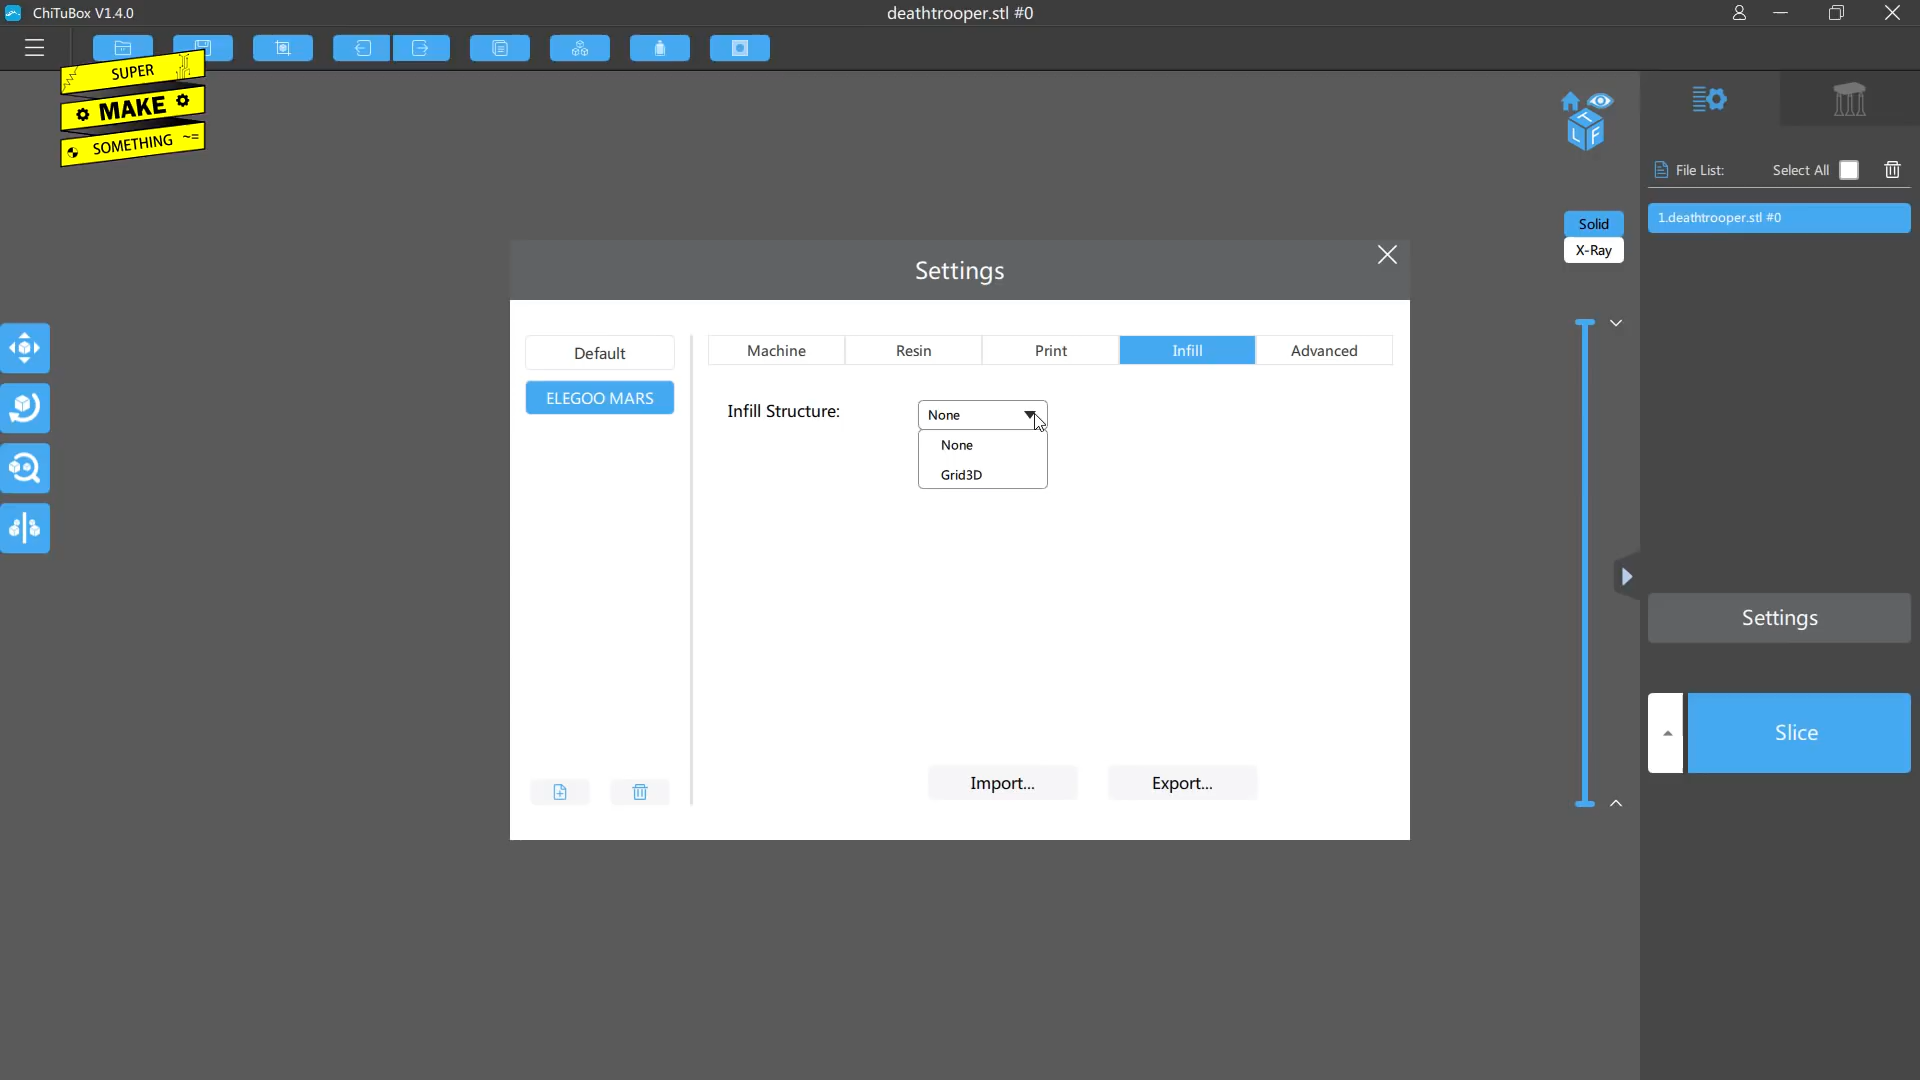 ChiTuBox V1.4.0
deathtrooper.stl #0
SUPER
MAKE
SOMETHING ~=
T
L F
File List:
Select All
1.deathtrooper.stl #0
Solid
X-Ray
Settings
Default
ELEGOO MARS
Machine
Resin
Print
Infill
Advanced
Infill Structure:
None
None
Grid3D
Import...
Export...
Settings
Slice